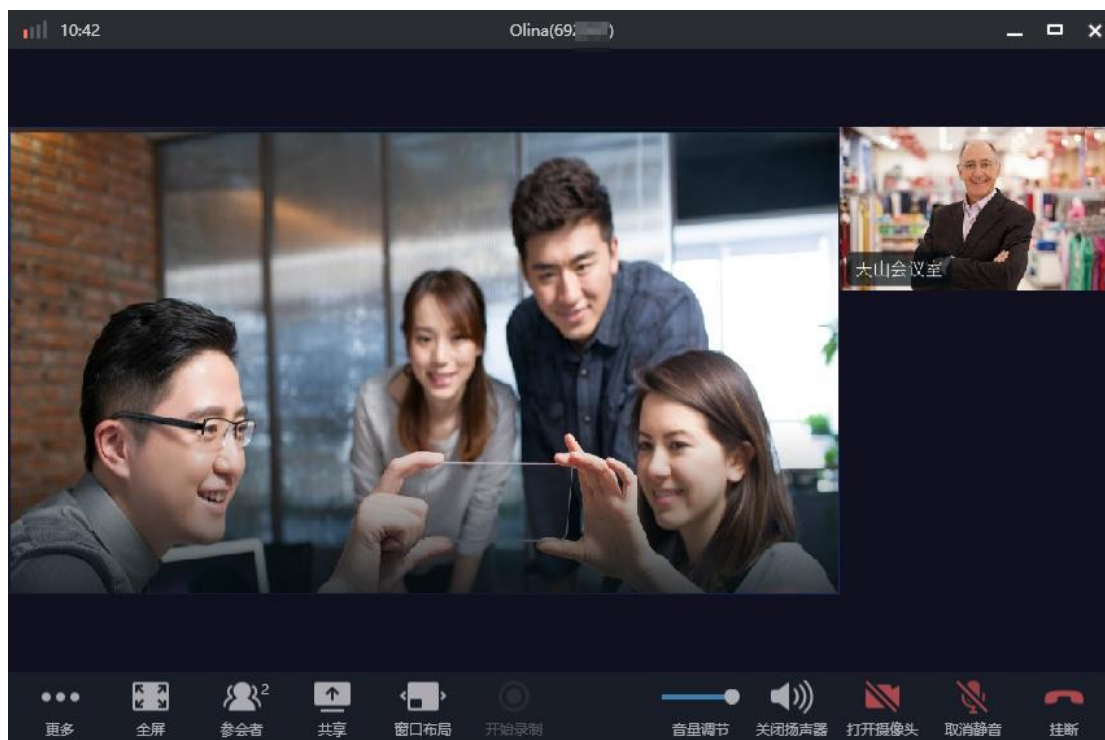 10:42
Olina(69
天山会议室
2
更多
全屏
参会者
共享
窗口布局
开始录制
音量调节
关闭扬声器
打开摄像头
取消静音
挂断